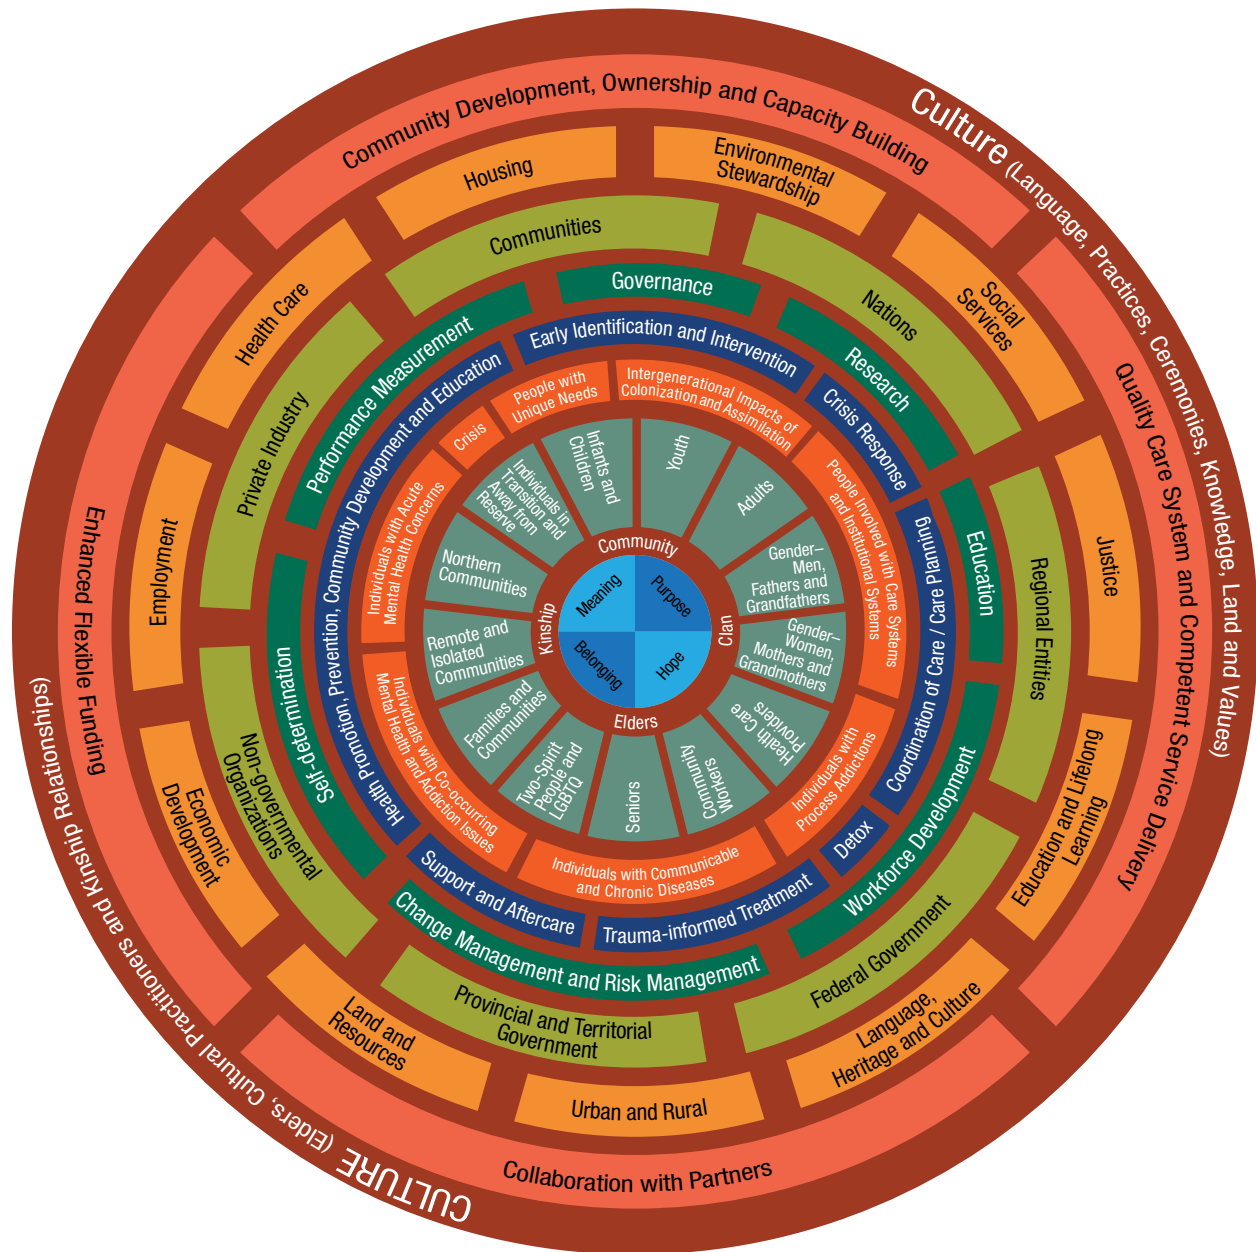 Culture (Language, Practices, Ceremonies, Knowledge, Land and Values)
CULTURE (Elders, Cultural Practitioners and Kinship Relationships)
Community Development, Ownership and Capacity Building
Quality Care System and Competent Service Delivery
Collaboration with Partners
Enhanced Flexible Funding
Housing
Environmental
Stewardship
Social
Services
Justice
Education and Lifelong
Learning
Language,
Heritage and Culture
Urban and Rural
Land and
Resources
Economic
Development
Employment
Health Care
Communities
Nations
Regional Entities
Federal Government
Provincial and Territorial
Government
Non-governmental
Organizations
Private Industry
Governance
Research
Education
Workforce Development
Change Management and Risk Management
Self-determination
Performance Measurement
Early Identification and Intervention
Crisis Response
Coordination of Care / Care Planning
Detox
Trauma-informed Treatment
Support and Aftercare
Health Promotion, Prevention, Community Development and Education
People with
Unique Needs
Intergenerational Impacts of
Colonization and Assimilation
People Involved with Care Systems
and Institutional Systems
Individuals with
Process Addictions
Individuals with Communicable
and Chronic Diseases
Individuals with Co-occurring
Mental Health and Addiction Issues
Individuals with Acute
Mental Health Concerns
Crisis
Infants and
Children
Youth
Adults
Gender–
Men,
Fathers and
Grandfathers
Gender–
Women,
Mothers and
Grandmothers
Health Care
Providers
Community
Workers
Seniors
Two-Spirit
People and
LGBTQ
Families and
Communities
Remote and
Isolated
Communities
Northern
Communities
Individuals in
Transition and
Away from
Reserve
Community
Clan
Elders
Kinship
Meaning
Purpose
Hope
Belonging